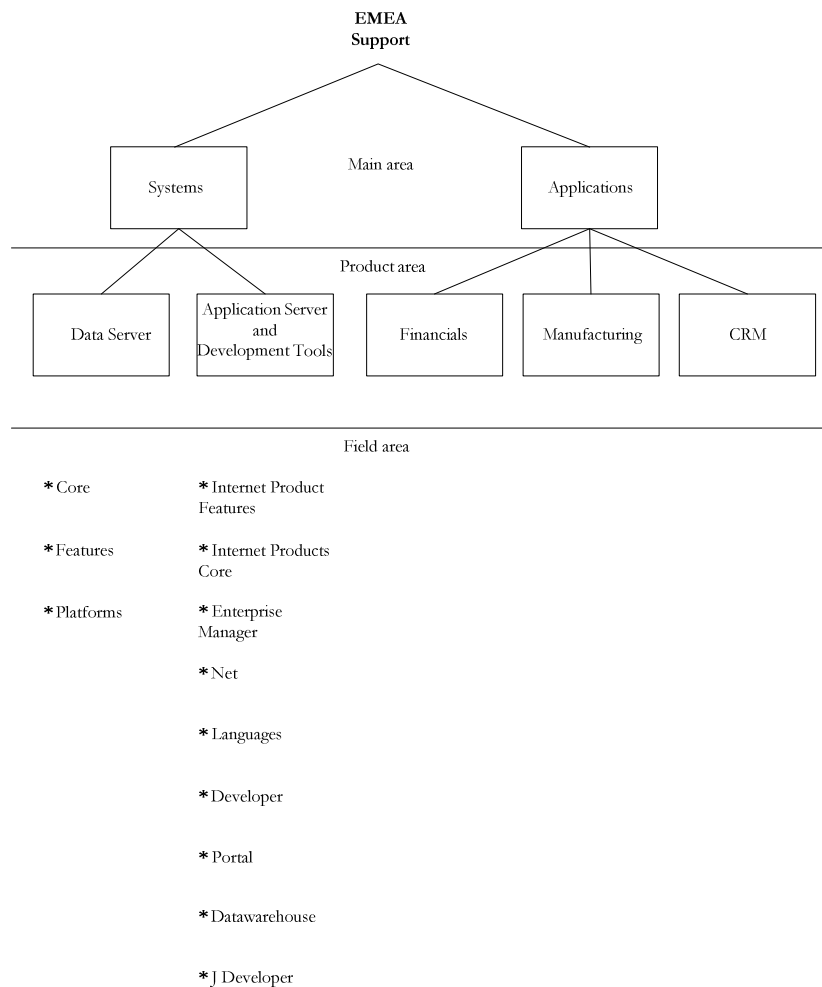 EMEA
Support
Main area
Systems
Applications
Product area
Data Server
Application Server
and
Development Tools
Financials
Manufacturing
CRM
Field area
* Core
* Internet Product
Features
* Features
* Internet Products
Core
* Platforms
* Enterprise
Manager
* Net
* Languages
* Developer
* Portal
* Datawarehouse
* J Developer